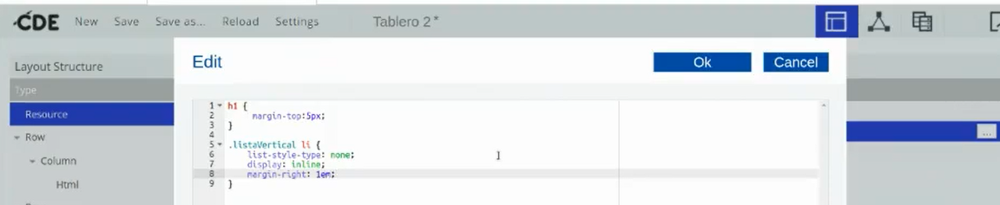 CDE New Save Save as... Reload Settings Tablero 2*
Layout Structure
Type
Resource
Row
Column
Html
Edit
Ok Cancel
1 h1 {
2 margin-top:5px;
3 }
4
5 .listaVertical li {
6 list-style-type: none;
7 display: inline;
8 margin-right: 1em;
9 }
...